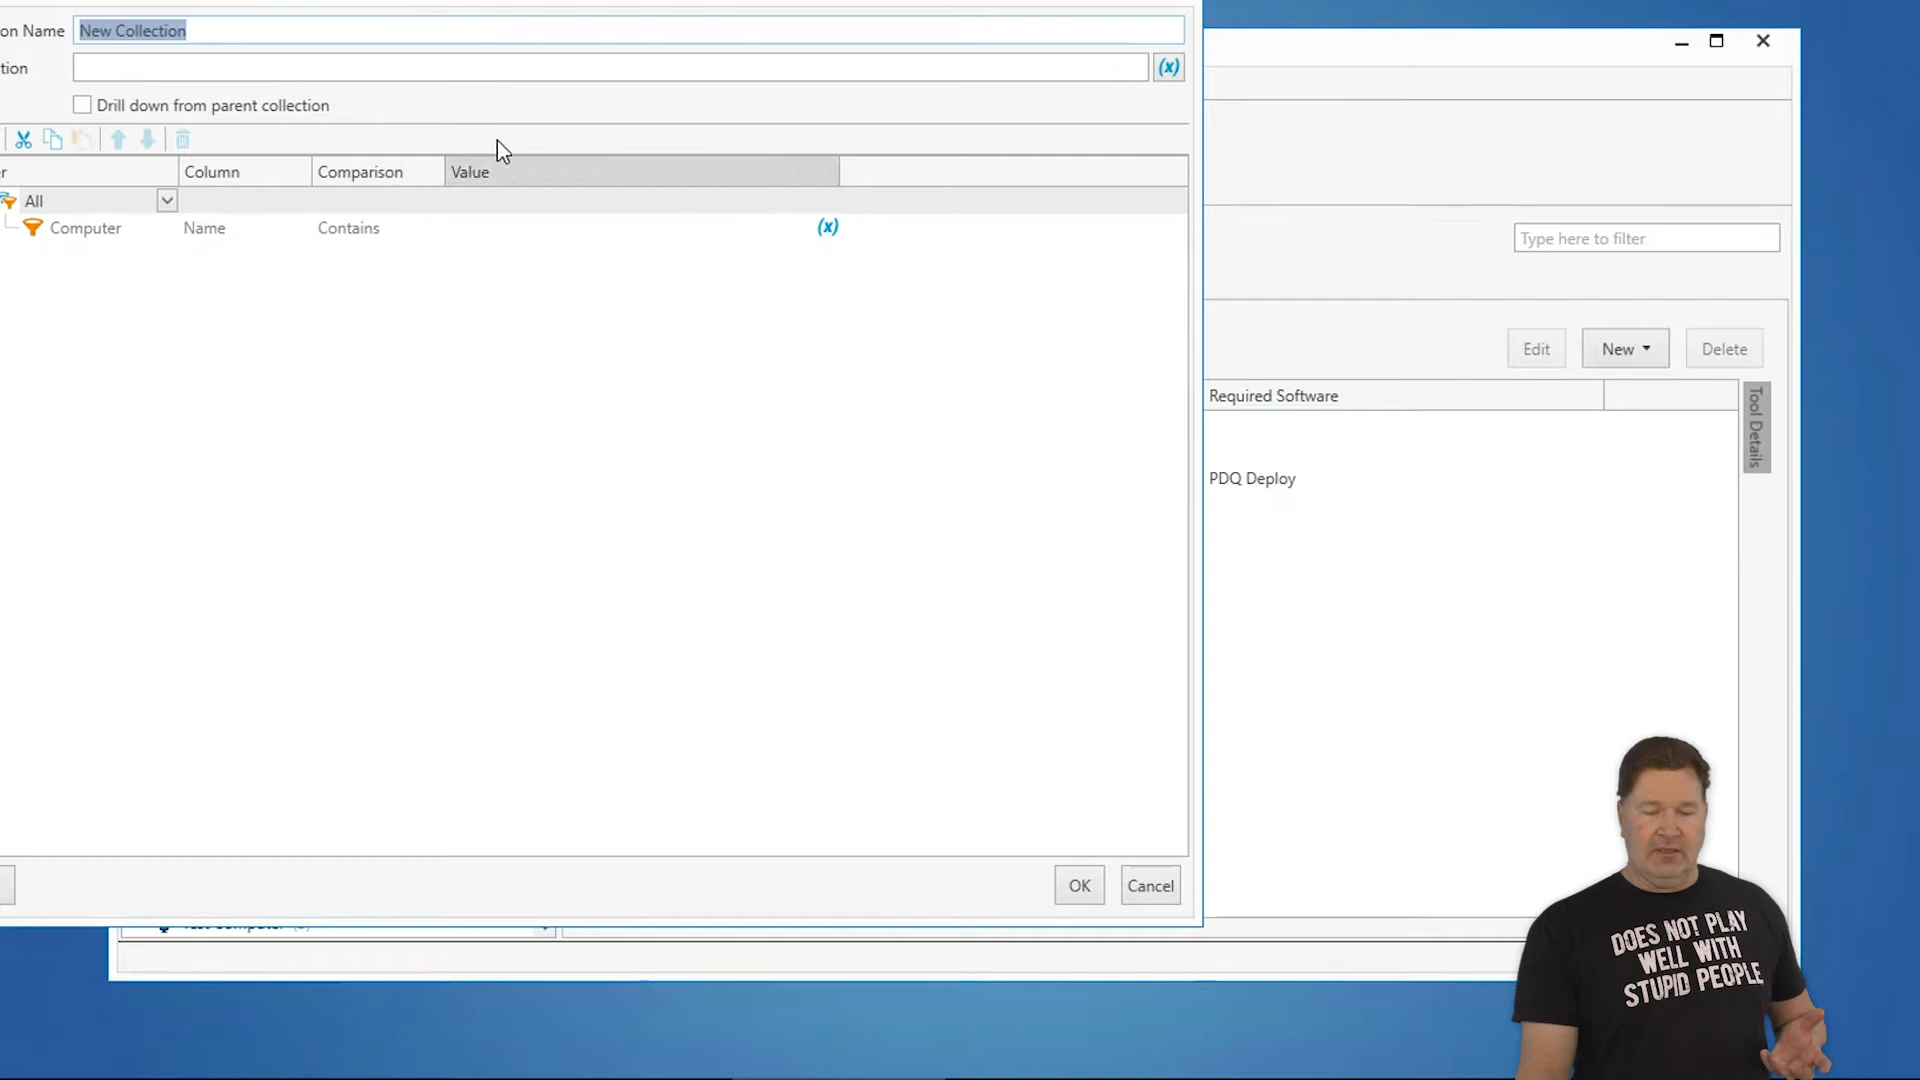 on Name New Collection
tion (x)
Drill down from parent collection
er Column Comparison Value
All
Computer Name Contains (x)
OK Cancel
Type here to filter
Edit New Delete
Required Software
PDQ Deploy
Tool Details
DOES NOT PLAY
WELL WITH
STUPID PEOPLE